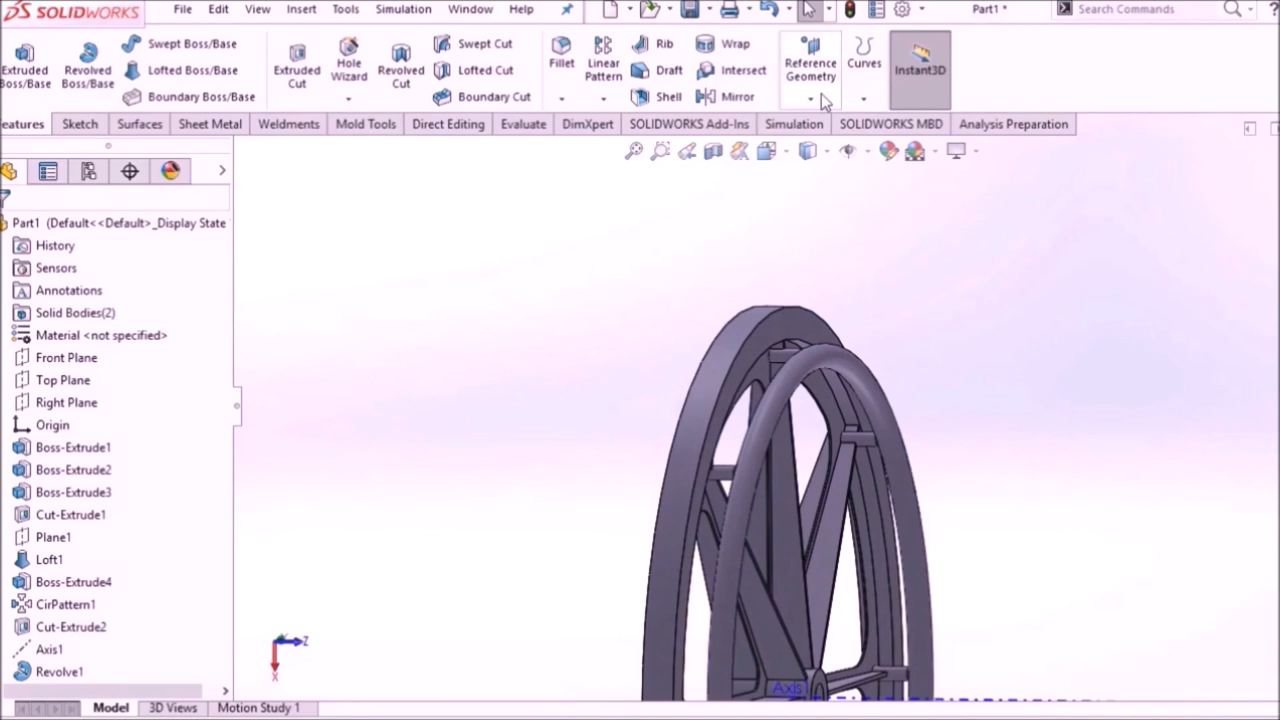 SOLIDWORKS File Edit View Insert Tools Simulation Window Help Part1 * Search Commands ?
Extruded Boss/Base
Revolved Boss/Base
Swept Boss/Base
Lofted Boss/Base
Boundary Boss/Base
Extruded Cut
Hole Wizard
Revolved Cut
Swept Cut
Lofted Cut
Boundary Cut
Fillet
Linear Pattern
Rib
Draft
Shell
Wrap
Intersect
Mirror
Reference Geometry
Curves
Instant3D
eatures Sketch Surfaces Sheet Metal Weldments Mold Tools Direct Editing Evaluate DimXpert SOLIDWORKS Add-Ins Simulation SOLIDWORKS MBD Analysis Preparation
Part1 (Default<<Default>_Display State
History
Sensors
Annotations
Solid Bodies(2)
Material <not specified>
Front Plane
Top Plane
Right Plane
Origin
Boss-Extrude1
Boss-Extrude2
Boss-Extrude3
Cut-Extrude1
Plane1
Loft1
Boss-Extrude4
CirPattern1
Cut-Extrude2
Axis1
Revolve1
Z
X
Axis1
Model 3D Views Motion Study 1